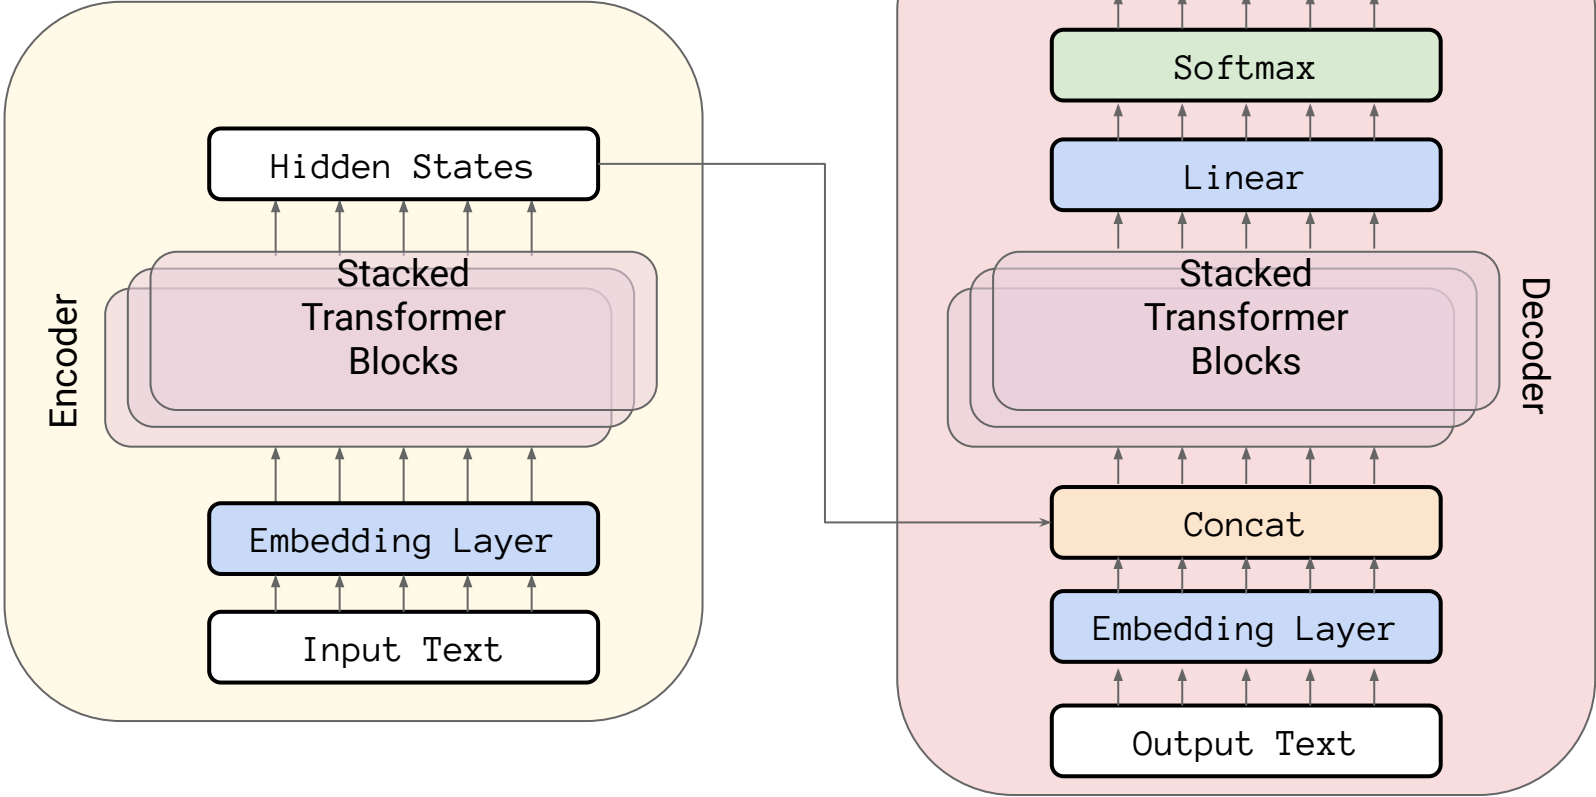 Hidden States
Stacked
Transformer
Blocks
Encoder
Embedding Layer
Input Text
Softmax
Linear
Stacked
Transformer
Blocks
Decoder
Concat
Embedding Layer
Output Text